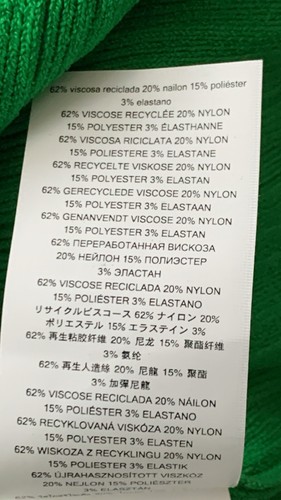 62% viscosa reciclada 20% nailon 15% poliéster
3% elastano
62% VISCOSE RECYCLÉE 20% NYLON
15% POLYESTER 3% ÉLASTHANNE
62% VISCOSA RICICLATA 20% NYLON
15% POLIESTERE 3% ELASTANE
62% RECYCELTE VISKOSE 20% NYLON
15% POLYESTER 3% ELASTAN
62% GERECYCLEDE VISCOSE 20% NYLON
15% POLYESTER 3% ELASTAAN
62% GENANVENDT VISCOSE 20% NYLON
15% POLYESTER 3% ELASTAN
62% ПЕРЕРАБОТАННАЯ ВИСКОЗА
20% НЕЙЛОН 15% ПОЛИЭСТЕР
3% ЭЛАСТАН
62% VISCOSE RECICLADA 20% NYLON
15% POLIÉSTER 3% ELASTANO
リサイクルビスコース 62% ナイロン 20%
ポリエステル 15% エラステイン 3%
62% 再生粘胶纤维 20% 尼龙 15% 聚酯纤维
3% 氨纶
62% 再生人造絲 20% 尼龍 15% 聚酯
3% 加彈尼龍
62% VISCOSE RECICLADA 20% NÁILON
15% POLIÉSTER 3% ELASTANO
62% RECYKLOVANÁ VISKÓZA 20% NYLON
15% POLYESTER 3% ELASTEN
62% WISKOZA Z RECYKLINGU 20% NYLON
15% POLIESTER 3% ELASTIK
62% ÚJRAHASZNOSÍTOTT VISZKÓZ
20% NEJLON 15% POLIÉSZTER
3% ELASZTÁN